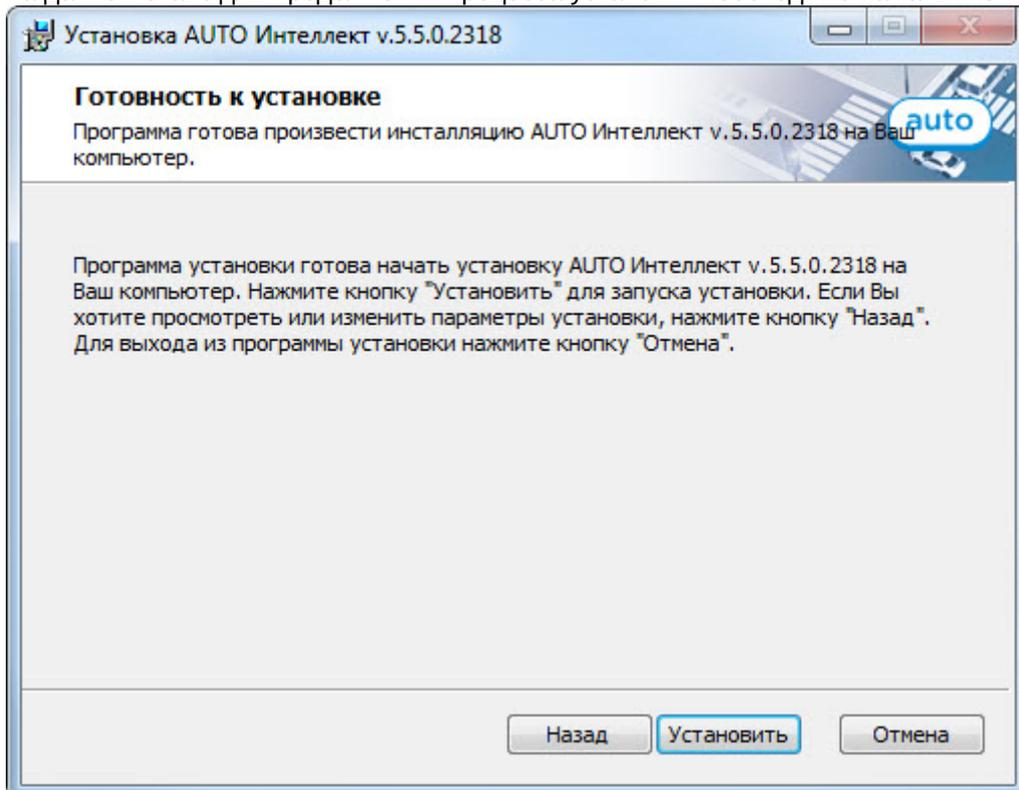 Установка AUTO Интеллект v.5.5.0.2318
Готовность к установке
Программа готова произвести инсталляцию AUTO Интеллект v.5.5.0.2318 на Ваш
компьютер.
auto
Программа установки готова начать установку AUTO Интеллект v.5.5.0.2318 на
Ваш компьютер. Нажмите кнопку "Установить" для запуска установки. Если Вы
хотите просмотреть или изменить параметры установки, нажмите кнопку "Назад".
Для выхода из программы установки нажмите кнопку "Отмена".
Назад
Установить
Отмена